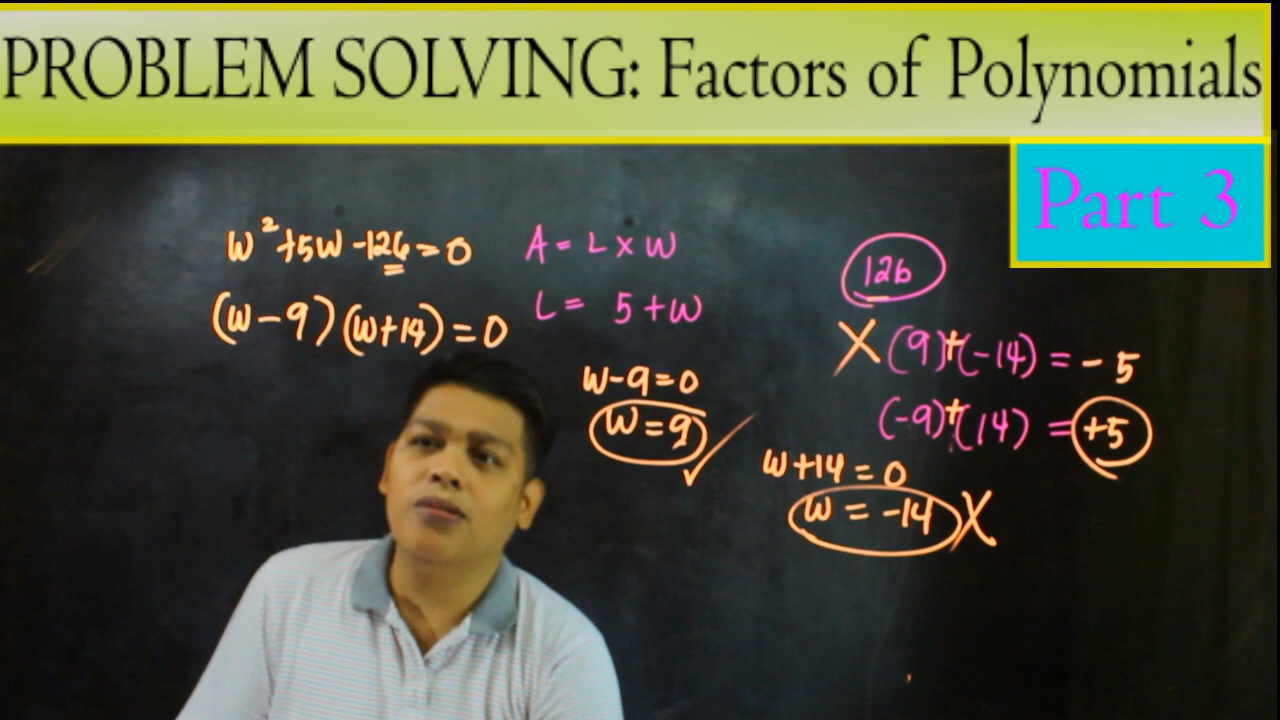 PROBLEM SOLVING: Factors of Polynomials
Part 3
W²+5W-126=0
(W-9)(W+14)=0
A= L x W
L= 5+W
W-9=0
W=9 ✓
126
X (9)+(-14) = -5
(-9)+(14) = +5
W+14=0
W=-14 X